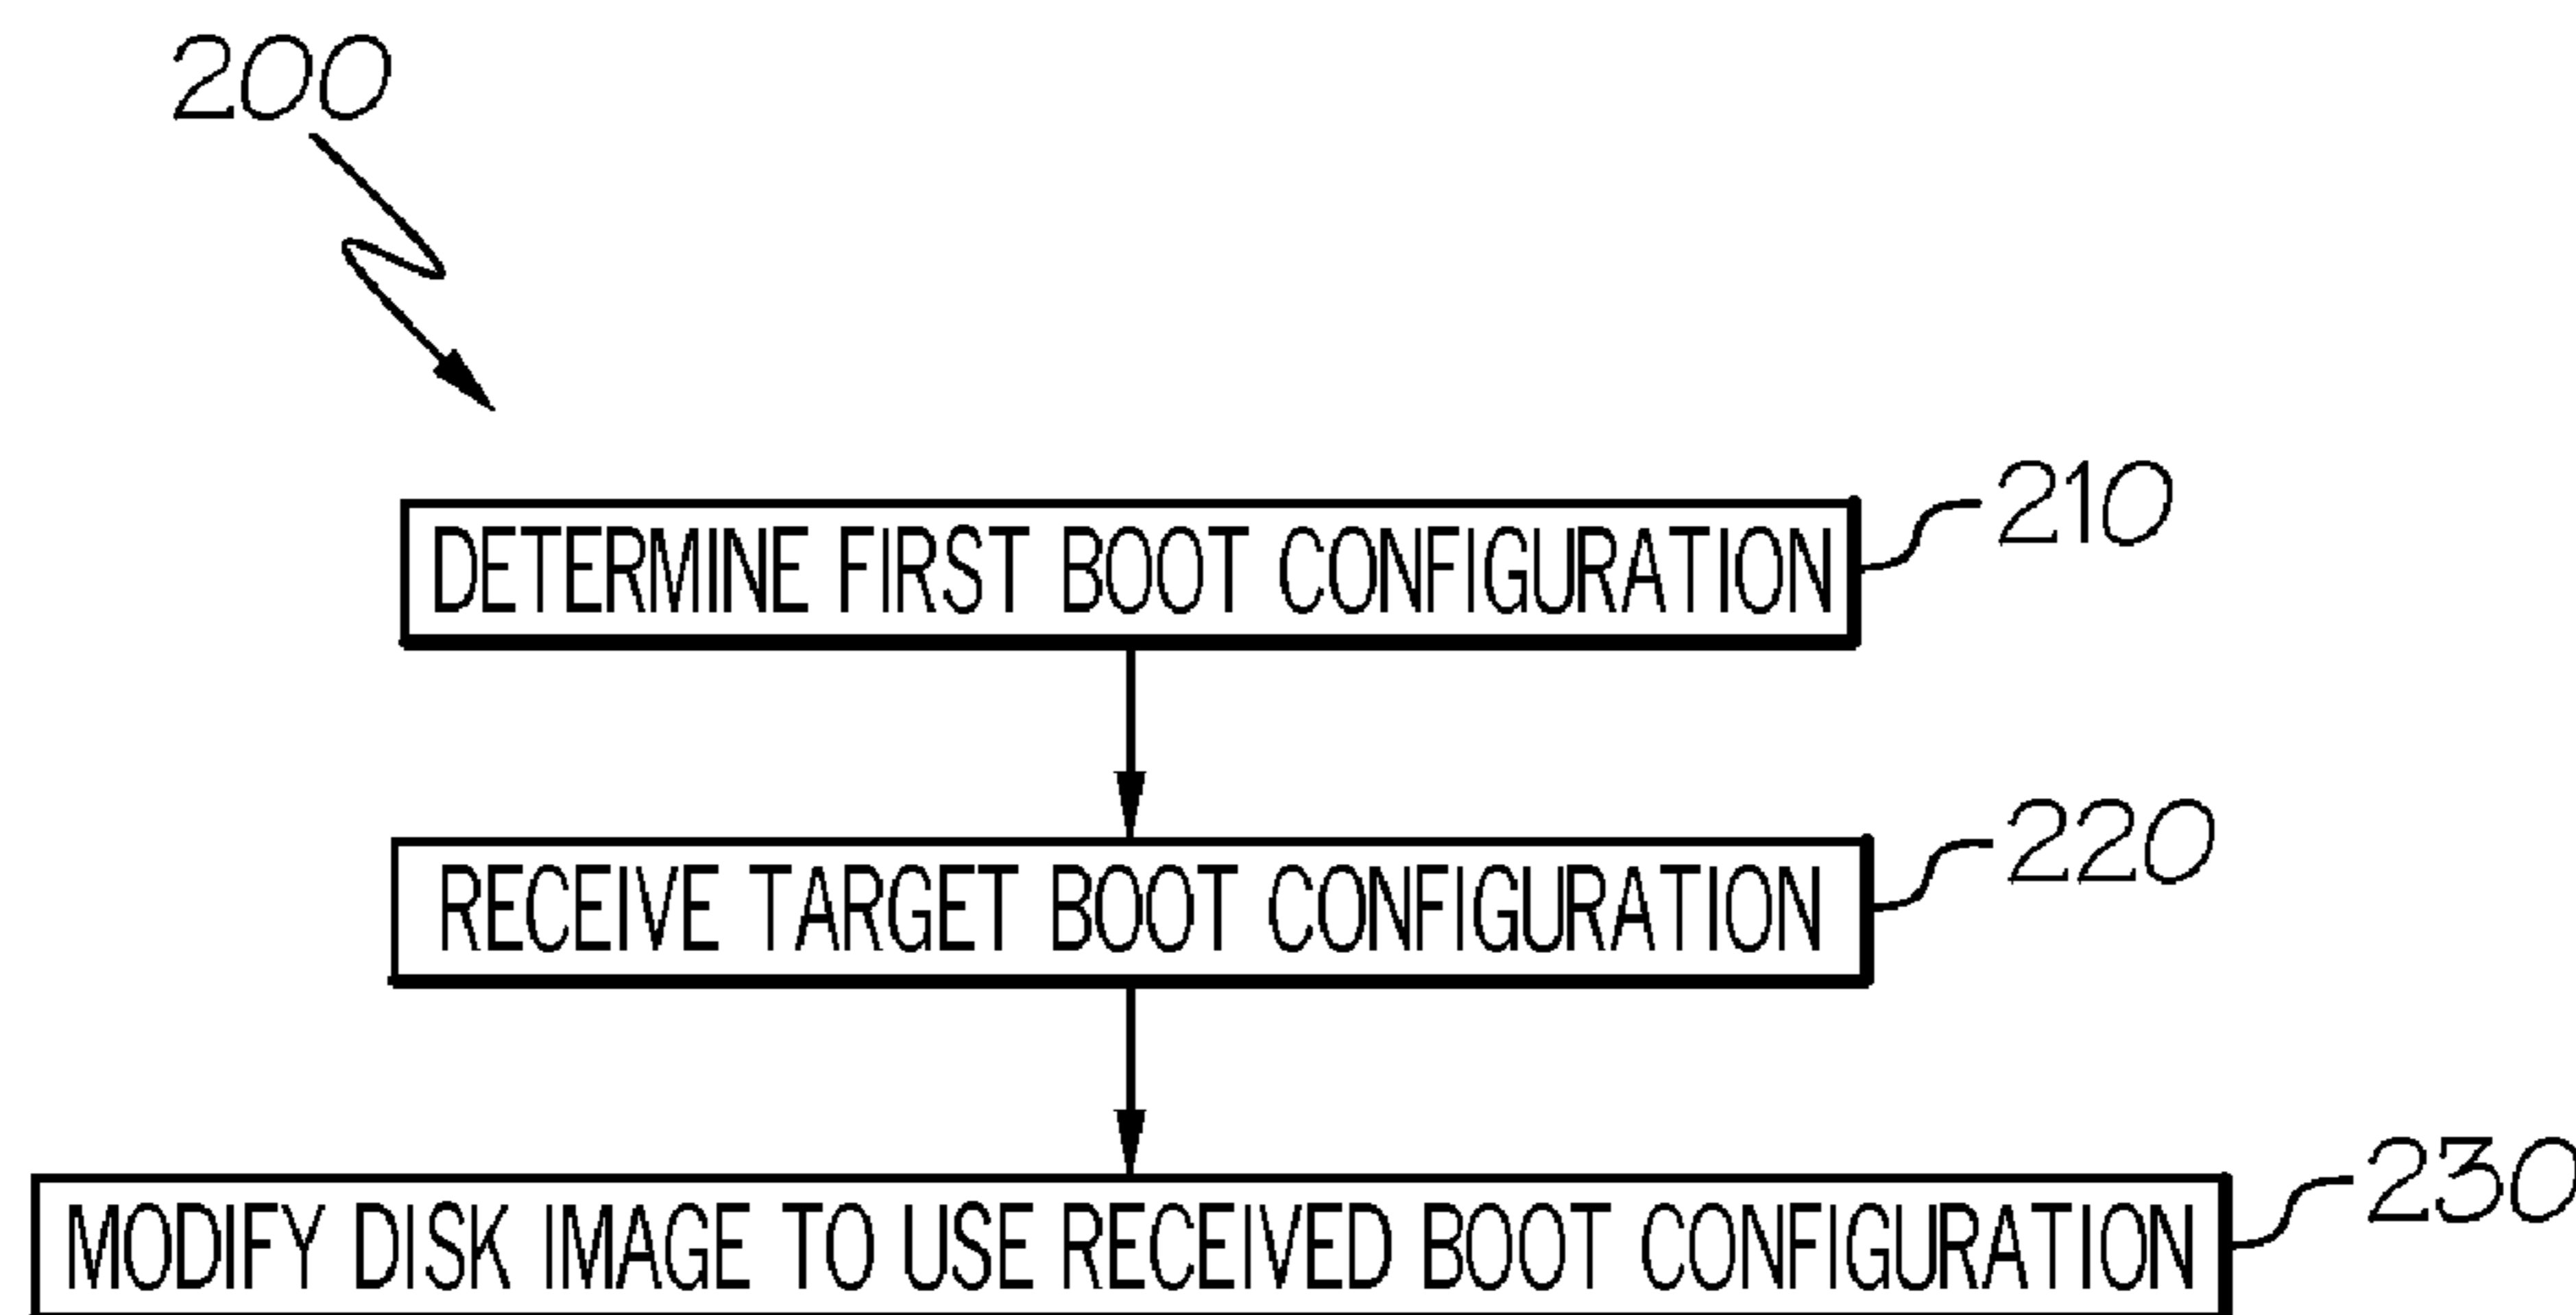 200
DETERMINE FIRST BOOT CONFIGURATION
210
RECEIVE TARGET BOOT CONFIGURATION
220
MODIFY DISK IMAGE TO USE RECEIVED BOOT CONFIGURATION
230